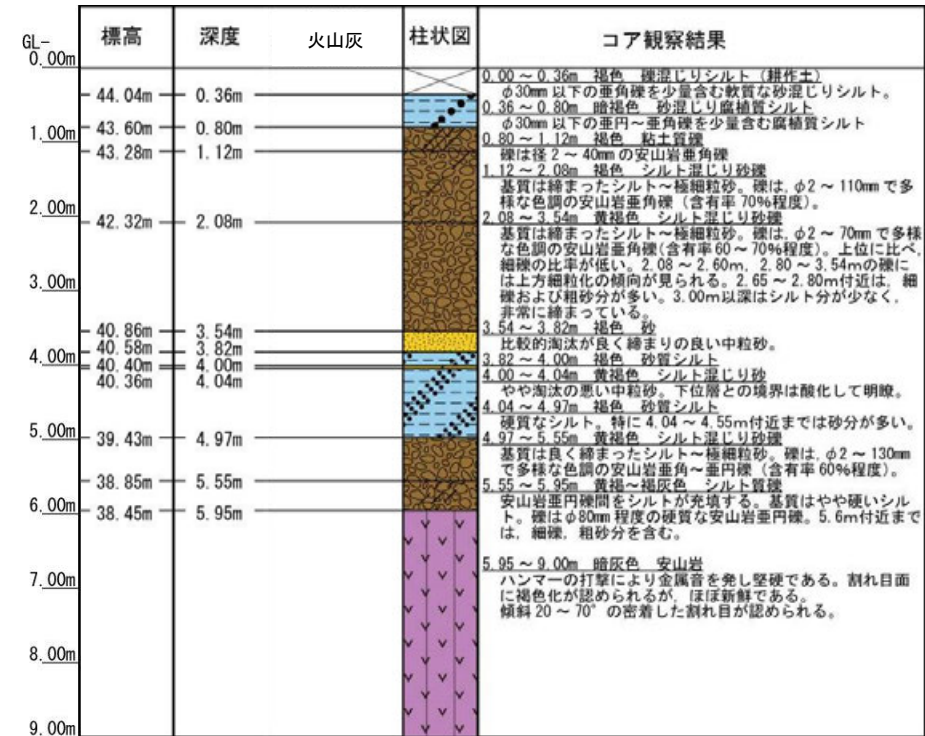 標高
深度
火山灰
柱状図
コア観察結果
GL-
0.00m
1.00m
2.00m
3.00m
4.00m
5.00m
6.00m
7.00m
8.00m
9.00m
44.04m 0.36m
43.60m 0.80m
43.28m 1.12m
42.32m 2.08m
40.86m 3.54m
40.58m 3.82m
40.40m 4.00m
40.36m 4.04m
39.43m 4.97m
38.85m 5.55m
38.45m 5.95m
0.00～0.36m 褐色 礫混じりシルト（耕作土）
φ30mm以下の亜角礫を少量含む軟質な砂混じりシルト。
0.36～0.80m 暗褐色 砂混じり腐植質シルト
φ30mm以下の亜円～亜角礫を少量含む腐植質シルト
0.80～1.12m 褐色 粘土質礫
礫は径2～40mmの安山岩亜角礫
1.12～2.08m 褐色 シルト混じり砂礫
基質は締まったシルト～極細粒砂。礫は，φ2～110mmで多
様な色調の安山岩亜角礫（含有率70%程度）。
2.08～3.54m 黄褐色 シルト混じり砂礫
基質は締まったシルト～極細粒砂。礫は，φ2～70mmで多様
な色調の安山岩亜角礫（含有率60～70%程度）。上位に比べ，
細礫の比率が低い。2.08～2.60m，2.80～3.54mの礫に
は上方細粒化の傾向が見られる。2.65～2.80m付近は，細
礫および粗砂分が多い。3.00m以深はシルト分が少なく，
非常に締まっている。
3.54～3.82m 褐色 砂
比較的淘汰が良く締まりの良い中粒砂。
3.82～4.00m 褐色 砂質シルト
4.00～4.04m 黄褐色 シルト混じり砂
やや淘汰の悪い中粒砂。下位層との境界は酸化して明瞭。
4.04～4.97m 褐色 砂質シルト
硬質なシルト。特に4.04～4.55m付近までは砂分が多い。
4.97～5.55m 黄褐色 シルト混じり砂礫
基質は良く締まったシルト～極細粒砂。礫は，φ2～130mm
で多様な色調の安山岩亜角～亜円礫（含有率60%程度）。
5.55～5.95m 黄褐～褐灰色 シルト質礫
安山岩亜円礫間をシルトが充填する。基質はやや硬いシル
ト。礫はφ80mm程度の硬質な安山岩亜円礫。5.6m付近まで
は，細礫，粗砂分を含む。
5.95～9.00m 暗灰色 安山岩
ハンマーの打撃により金属音を発し堅硬である。割れ目面
に褐色化が認められるが，ほぼ新鮮である。
傾斜20～70°の密着した割れ目が認められる。